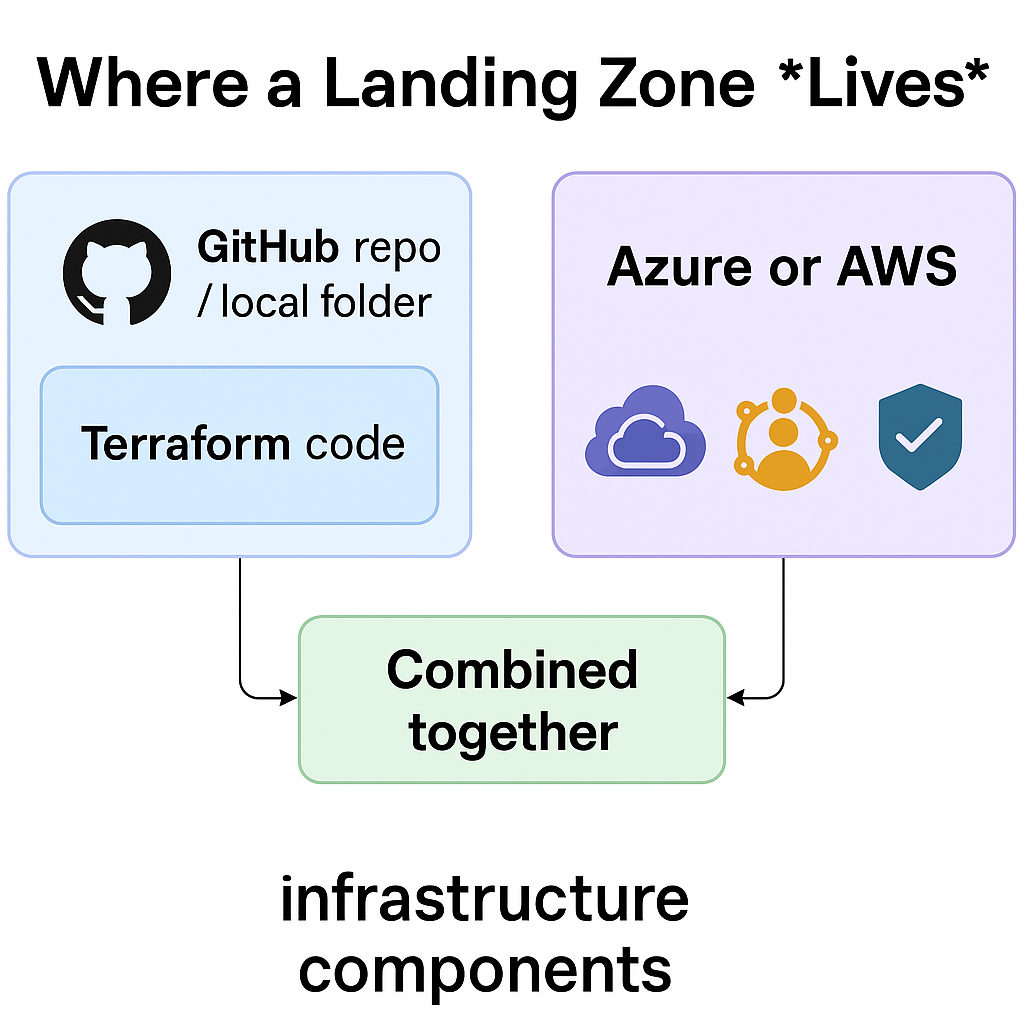 Where a Landing Zone *Lives*
GitHub repo
/ local folder
Terraform code
Azure or AWS
Combined
together
infrastructure
components